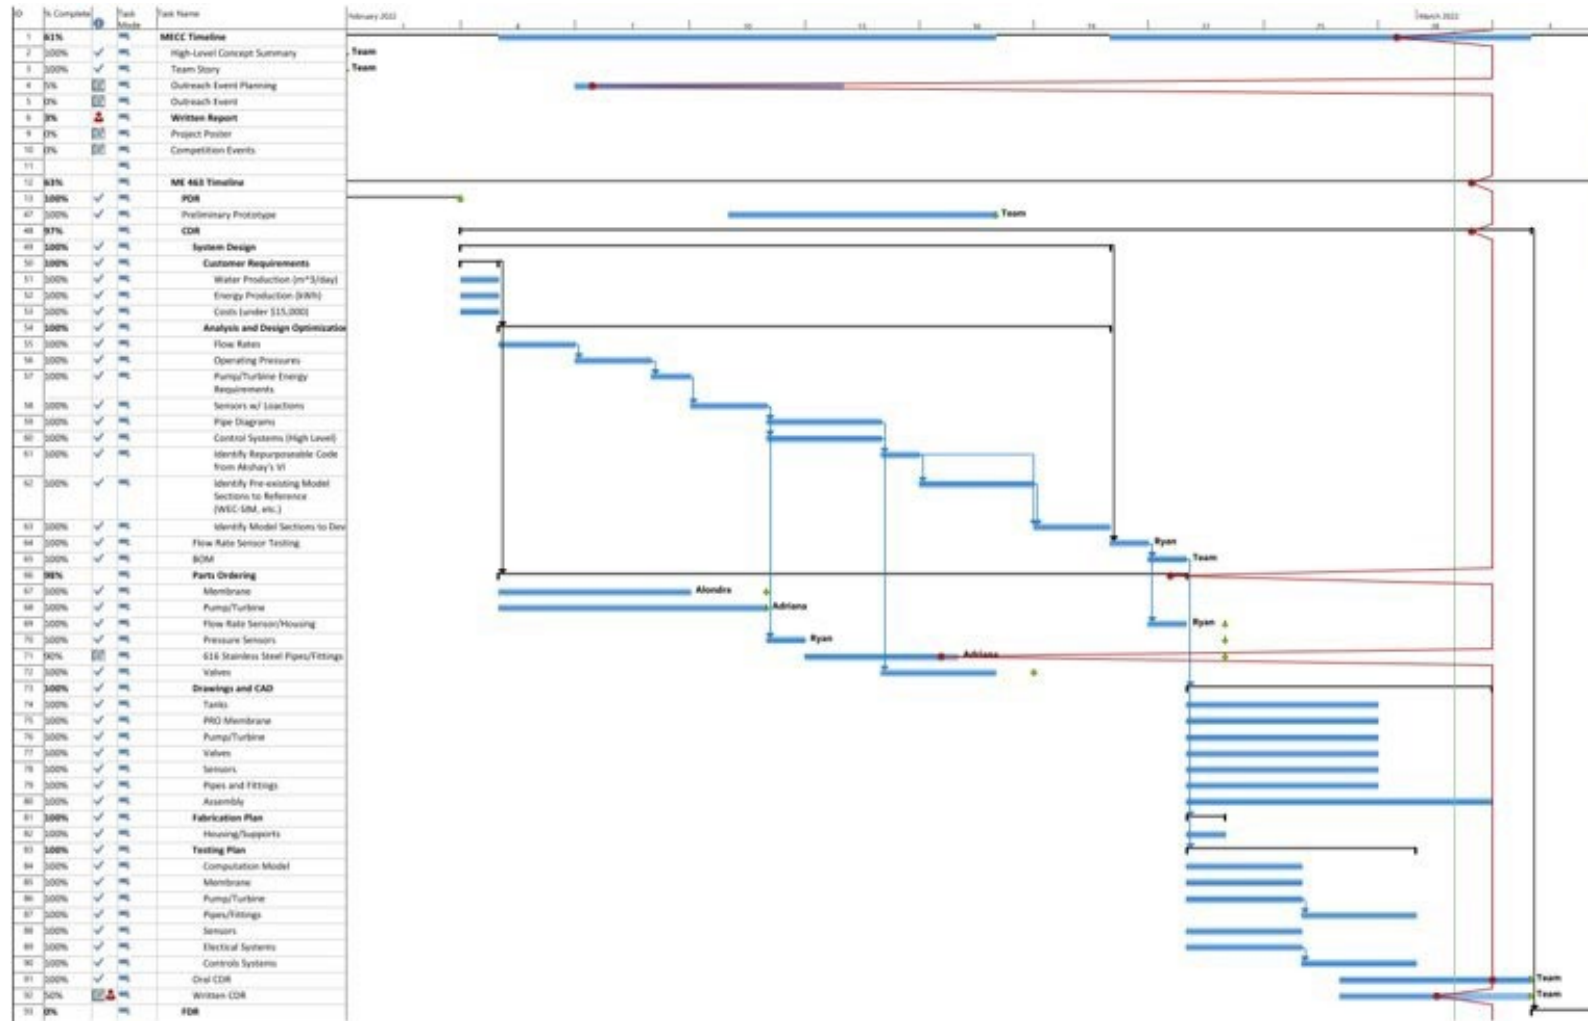 ID % Complete Task Mode Task Name February 2022 March 2022
1 61% MECC Timeline
2 100% High-Level Concept Summary Team
3 100% Team Story Team
4 5% Outreach Event Planning
5 0% Outreach Event
6 3% Written Report
9 0% Project Poster
10 0% Competition Events
11
12 63% ME 463 Timeline
13 100% PDR
47 100% Preliminary Prototype Team
48 97% CDR
49 100% System Design
50 100% Customer Requirements
51 100% Water Production (m^3/day)
52 100% Energy Production (kWh)
53 100% Costs (under $15,000)
54 100% Analysis and Design Optimization
55 100% Flow Rates
56 100% Operating Pressures
57 100% Pump/Turbine Energy
Requirements
58 100% Sensors w/ Loactions
59 100% Pipe Diagrams
60 100% Control Systems (High Level)
61 100% Identify Repurposeable Code
from Akshay's VI
62 100% Identify Pre-existing Model
Sections to Reference
(WEC-SIM, etc.)
63 100% Identify Model Sections to Dev
64 100% Flow Rate Sensor Testing Ryan
65 100% BOM Team
66 98% Parts Ordering
67 100% Membrane Alondra
68 100% Pump/Turbine Adriana
69 100% Flow Rate Sensor/Housing Ryan
70 100% Pressure Sensors Ryan
71 90% 616 Stainless Steel Pipes/Fittings Adriana
72 100% Valves
73 100% Drawings and CAD
74 100% Tanks
75 100% PRO Membrane
76 100% Pump/Turbine
77 100% Valves
78 100% Sensors
79 100% Pipes and Fittings
80 100% Assembly
81 100% Fabrication Plan
82 100% Housing/Supports
83 100% Testing Plan
84 100% Computation Model
85 100% Membrane
86 100% Pump/Turbine
87 100% Pipes/Fittings
88 100% Sensors
89 100% Electical Systems
90 100% Controls Systems
91 100% Oral CDR Team
92 50% Written CDR Team
93 0% FDR